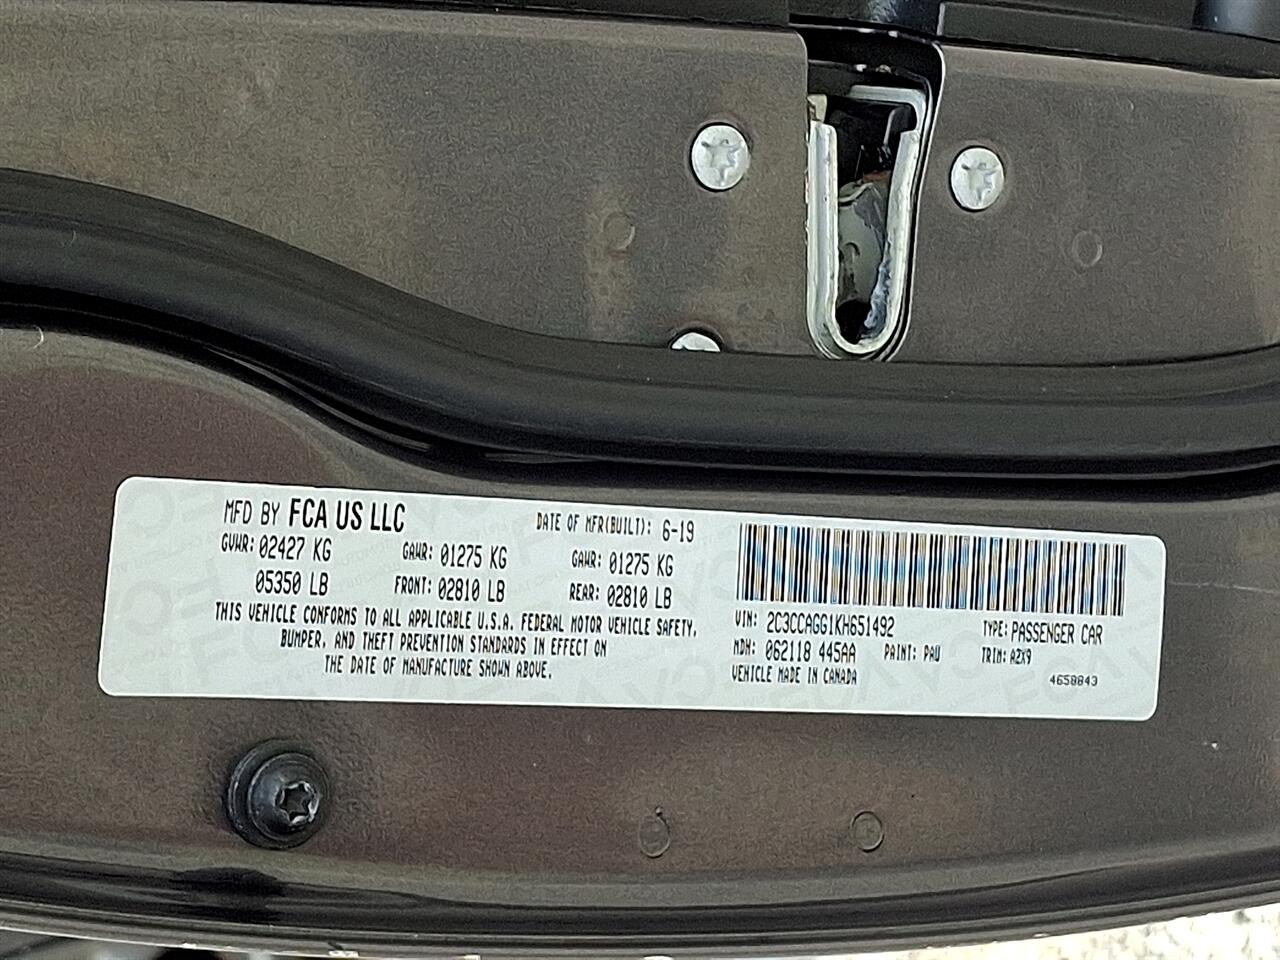 MFD BY FCA US LLC DATE OF MFR(BUILT): 6-19
GVWR: 02427 KG GAWR: 01275 KG GAWR: 01275 KG
05350 LB FRONT: 02810 LB REAR: 02810 LB
THIS VEHICLE CONFORMS TO ALL APPLICABLE U.S.A. FEDERAL MOTOR VEHICLE SAFETY,
BUMPER, AND THEFT PREVENTION STANDARDS IN EFFECT ON
THE DATE OF MANUFACTURE SHOWN ABOVE.
VIN: 2C3CCAGG1KH651492 TYPE: PASSENGER CAR
MDH: 062118 445AA PAINT: PAU TRIM: A2X9
VEHICLE MADE IN CANADA 4658843